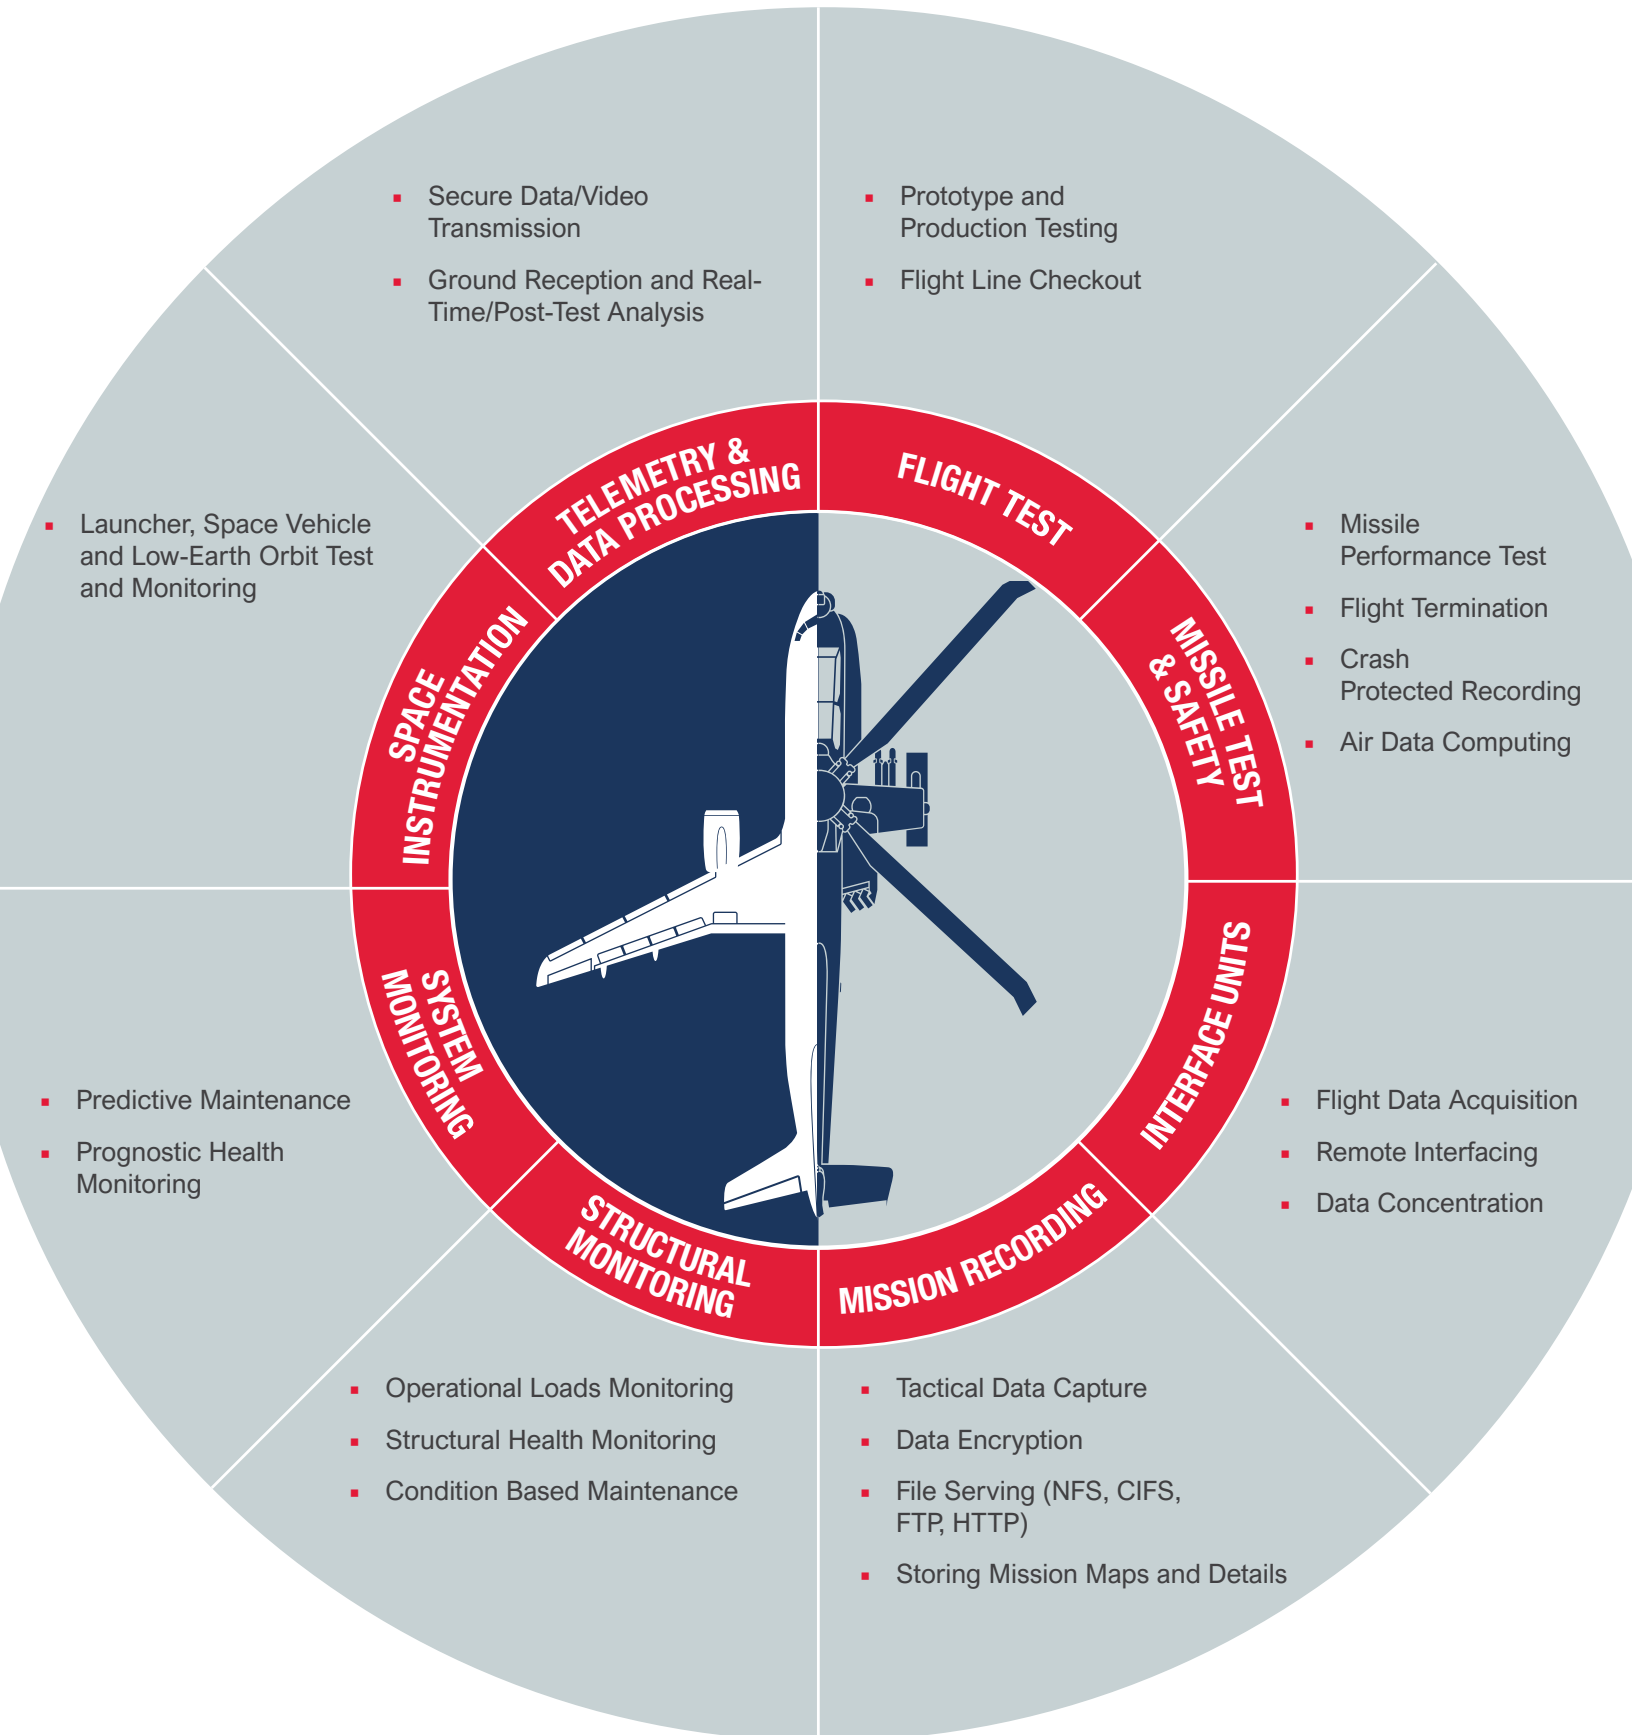 Secure Data/Video
Transmission
Ground Reception and Real-
Time/Post-Test Analysis
Prototype and
Production Testing
Flight Line Checkout
TELEMETRY &
DATA PROCESSING
FLIGHT TEST
Launcher, Space Vehicle
and Low-Earth Orbit Test
and Monitoring
SPACE
INSTRUMENTATION
MISSILE TEST
& SAFETY
Missile
Performance Test
Flight Termination
Crash
Protected Recording
Air Data Computing
SYSTEM
MONITORING
Predictive Maintenance
Prognostic Health
Monitoring
INTERFACE UNITS
Flight Data Acquisition
Remote Interfacing
Data Concentration
STRUCTURAL
MONITORING
MISSION RECORDING
Operational Loads Monitoring
Structural Health Monitoring
Condition Based Maintenance
Tactical Data Capture
Data Encryption
File Serving (NFS, CIFS,
FTP, HTTP)
Storing Mission Maps and Details